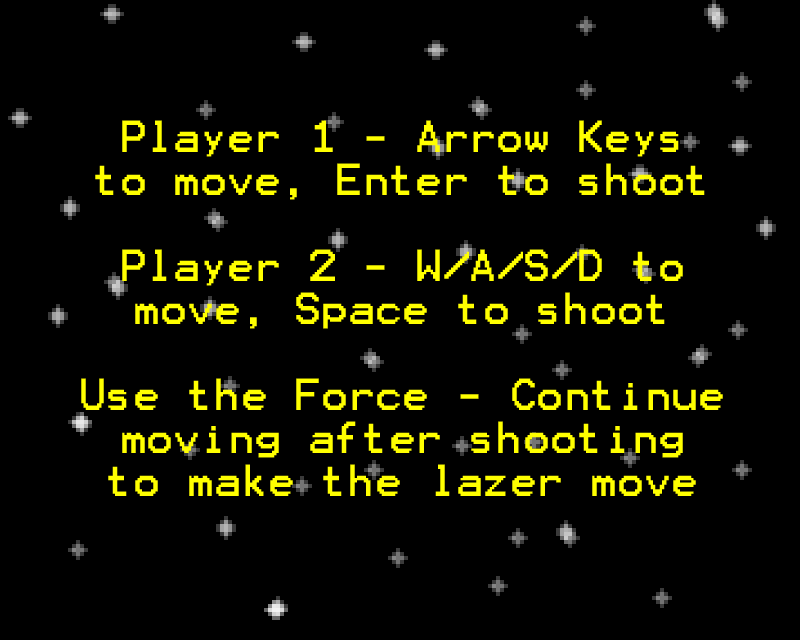 Player 1 - Arrow Keys
to move, Enter to shoot
Player 2 - W/A/S/D to
move, Space to shoot
Use the Force - Continue
moving after shooting
to make the lazer move